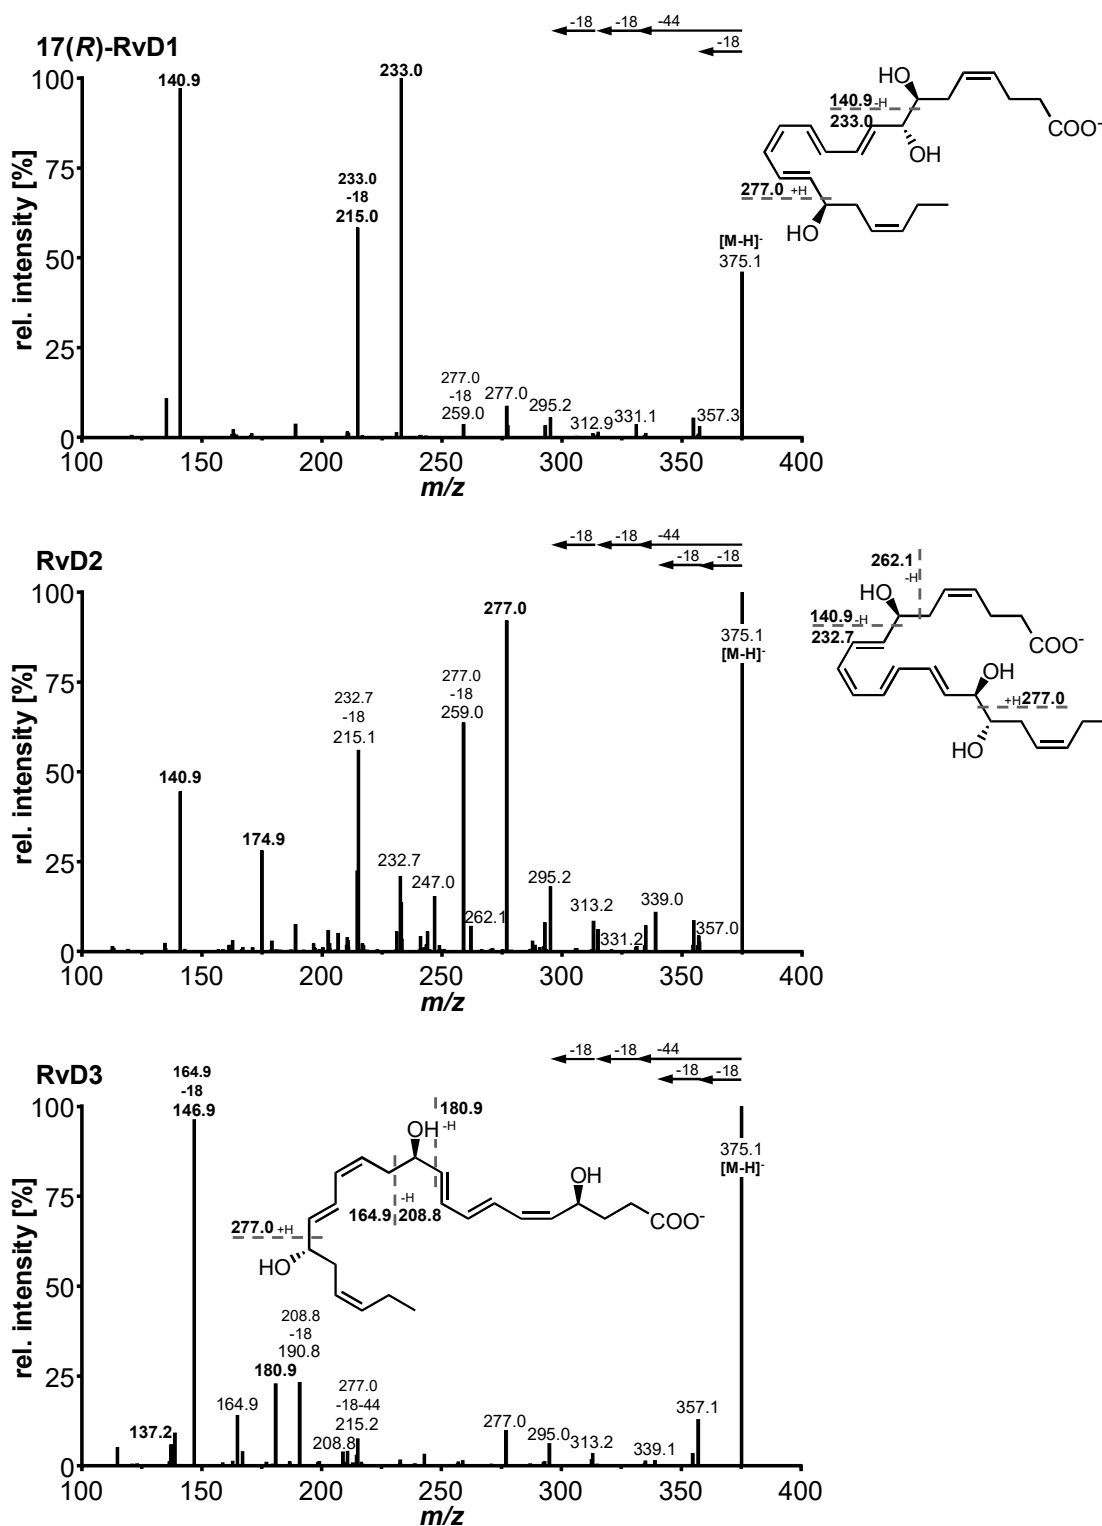 -18 -18 -44
-18
17(R)-RvD1
100
75
50
25
0
rel. intensity [%]
140.9
233.0
233.0
-18
215.0
277.0
-18
259.0
277.0
295.2
312.9
331.1
357.3
[M-H]-
375.1
100 150 200 250 300 350 400
m/z
HO
140.9 -H
233.0
OH
COO-
277.0 +H
HO
-18 -18 -44
-18 -18
RvD2
100
75
50
25
0
rel. intensity [%]
140.9
174.9
232.7
-18
215.1
232.7
247.0
277.0
-18
259.0
262.1
277.0
295.2
313.2
331.2
339.0
357.0
375.1
[M-H]-
100 150 200 250 300 350 400
m/z
262.1
-H
HO
140.9 -H
232.7
COO-
OH
+H 277.0
HO
-18 -18 -44
-18 -18
RvD3
100
75
50
25
0
rel. intensity [%]
164.9
-18
146.9
137.2
164.9
180.9
208.8
-18
190.8
208.8
277.0
-18-44
215.2
277.0
295.0
313.2
339.1
357.1
375.1
[M-H]-
100 150 200 250 300 350 400
m/z
180.9
OH -H
OH
-H
164.9 208.8
COO-
277.0 +H
HO